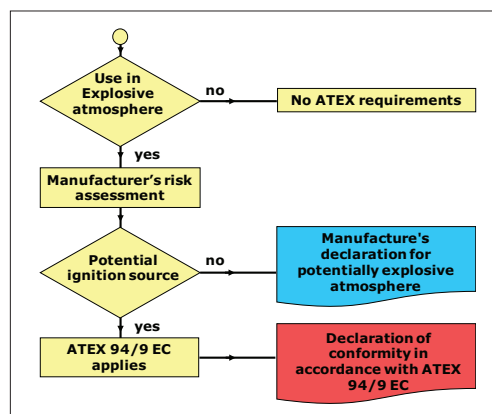 Use in
Explosive
atmosphere
no
No ATEX requirements
yes
Manufacturer's risk
assessment
Potential
ignition source
no
Manufacture's
declaration for
potentially explosive
atmosphere
yes
ATEX 94/9 EC
applies
Declaration of
conformity in
accordance with ATEX
94/9 EC